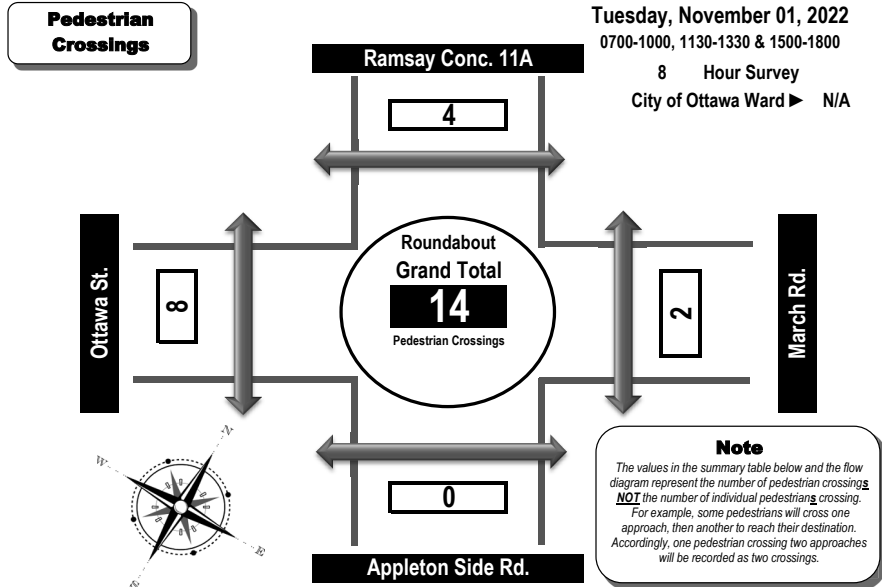 Pedestrian
Crossings
Tuesday, November 01, 2022
0700-1000, 1130-1330 & 1500-1800
8 Hour Survey
City of Ottawa Ward ► N/A
Ramsay Conc. 11A
4
Ottawa St.
8
Roundabout
Grand Total
14
Pedestrian Crossings
2
March Rd.
N
W
E
S
0
Appleton Side Rd.
Note
The values in the summary table below and the flow
diagram represent the number of pedestrian crossings
NOT the number of individual pedestrians crossing.
For example, some pedestrians will cross one
approach, then another to reach their destination.
Accordingly, one pedestrian crossing two approaches
will be recorded as two crossings.